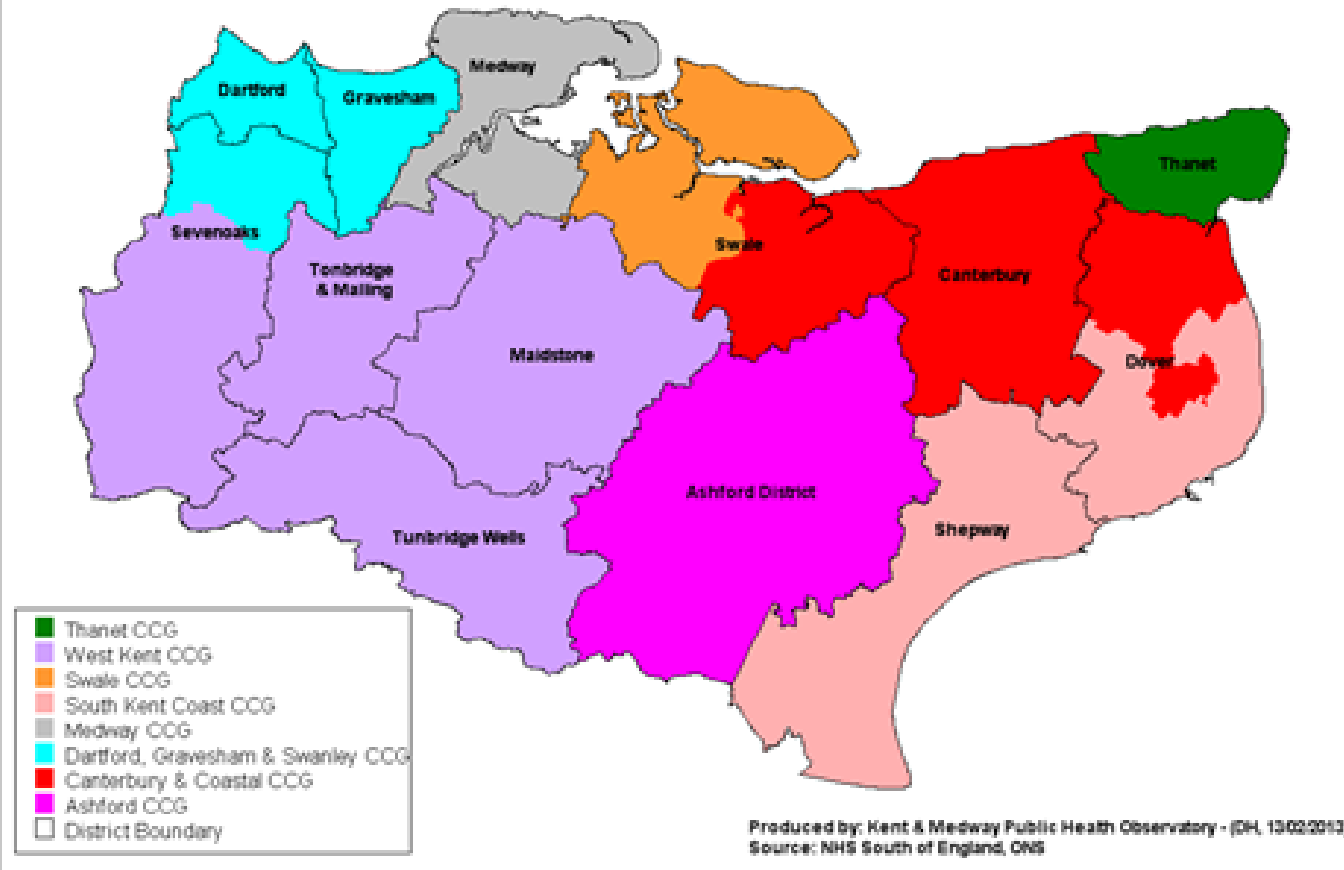 Medway
Dartford
Gravesham
Thanet
Sevenoaks
Swale
Tonbridge
& Malling
Canterbury
Maidstone
Dover
Ashford District
Shepway
Tunbridge Wells
Thanet CCG
West Kent CCG
Swale CCG
South Kent Coast CCG
Medway CCG
Dartford, Gravesham & Swanley CCG
Canterbury & Coastal CCG
Ashford CCG
District Boundary
Produced by: Kent & Medway Public Health Observatory - (DH, 13/02/2013
Source: NHS South of England, ONS